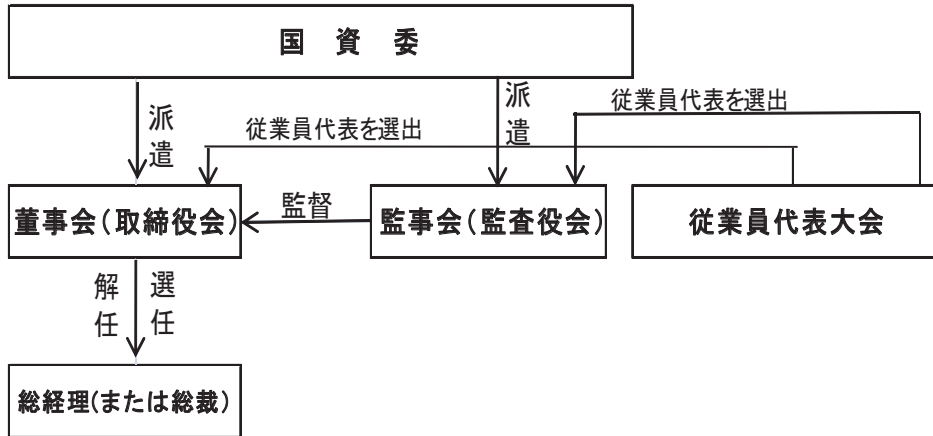 国 資 委
派遣
派遣
従業員代表を選出
従業員代表を選出
董事会(取締役会)
監督
監事会(監査役会)
従業員代表大会
解任
選任
総経理(または総裁)